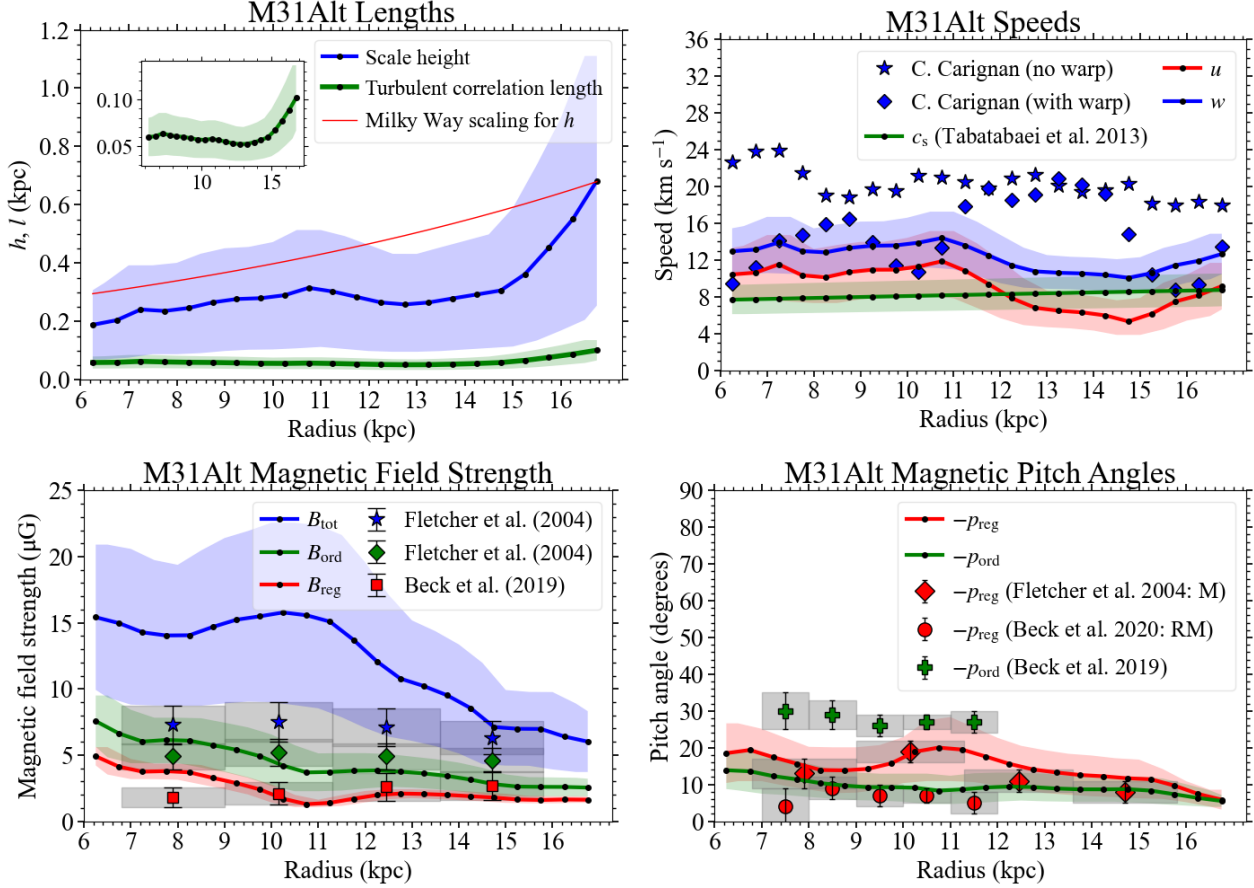 M31Alt Lengths
1.2
1.0
0.8
0.6
0.4
0.2
0.0
h, l (kpc)
Scale height
Turbulent correlation length
Milky Way scaling for h
0.10
0.05
10 15
6 7 8 9 10 11 12 13 14 15 16
Radius (kpc)
M31Alt Speeds
36
32
28
24
20
16
12
8
4
0
Speed (km s⁻¹)
C. Carignan (no warp)
C. Carignan (with warp)
cₛ (Tabatabaei et al. 2013)
u
w
6 7 8 9 10 11 12 13 14 15 16
Radius (kpc)
M31Alt Magnetic Field Strength
25
20
15
10
5
0
Magnetic field strength (μG)
B_tot
B_ord
B_reg
Fletcher et al. (2004)
Fletcher et al. (2004)
Beck et al. (2019)
6 7 8 9 10 11 12 13 14 15 16
Radius (kpc)
M31Alt Magnetic Pitch Angles
90
80
70
60
50
40
30
20
10
0
Pitch angle (degrees)
−p_reg
−p_ord
−p_reg (Fletcher et al. 2004: M)
−p_reg (Beck et al. 2020: RM)
−p_ord (Beck et al. 2019)
6 7 8 9 10 11 12 13 14 15 16
Radius (kpc)